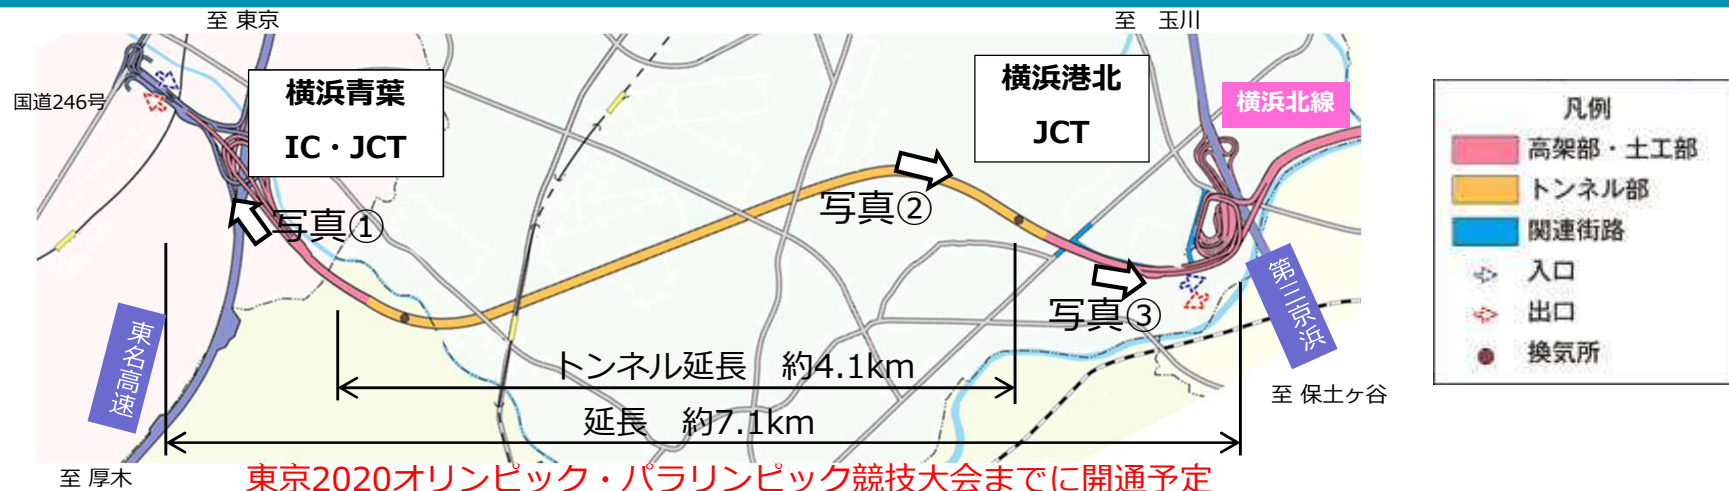 至 東京
至 玉川
国道246号
横浜青葉
IC・JCT
横浜港北
JCT
横浜北線
写真①
写真②
写真③
東名高速
第三京浜
トンネル延長 約4.1km
延長 約7.1km
至 保土ヶ谷
至 厚木
東京2020オリンピック・パラリンピック競技大会までに開通予定
凡例
高架部・土工部
トンネル部
関連街路
入口
出口
換気所